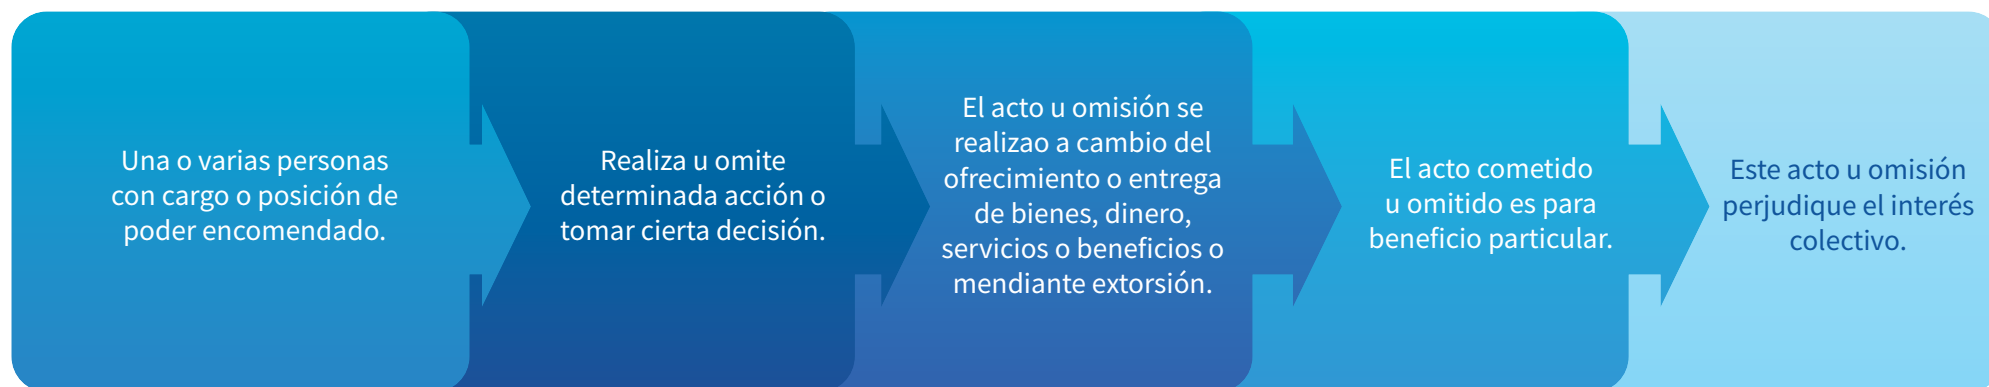 Una o varias personas
con cargo o posición de
poder encomendado.
Realiza u omite
determinada acción o
tomar cierta decisión.
El acto u omisión se
realizao a cambio del
ofrecimiento o entrega
de bienes, dinero,
servicios o beneficios o
mendiante extorsión.
El acto cometido
u omitido es para
beneficio particular.
Este acto u omisión
perjudique el interés
colectivo.